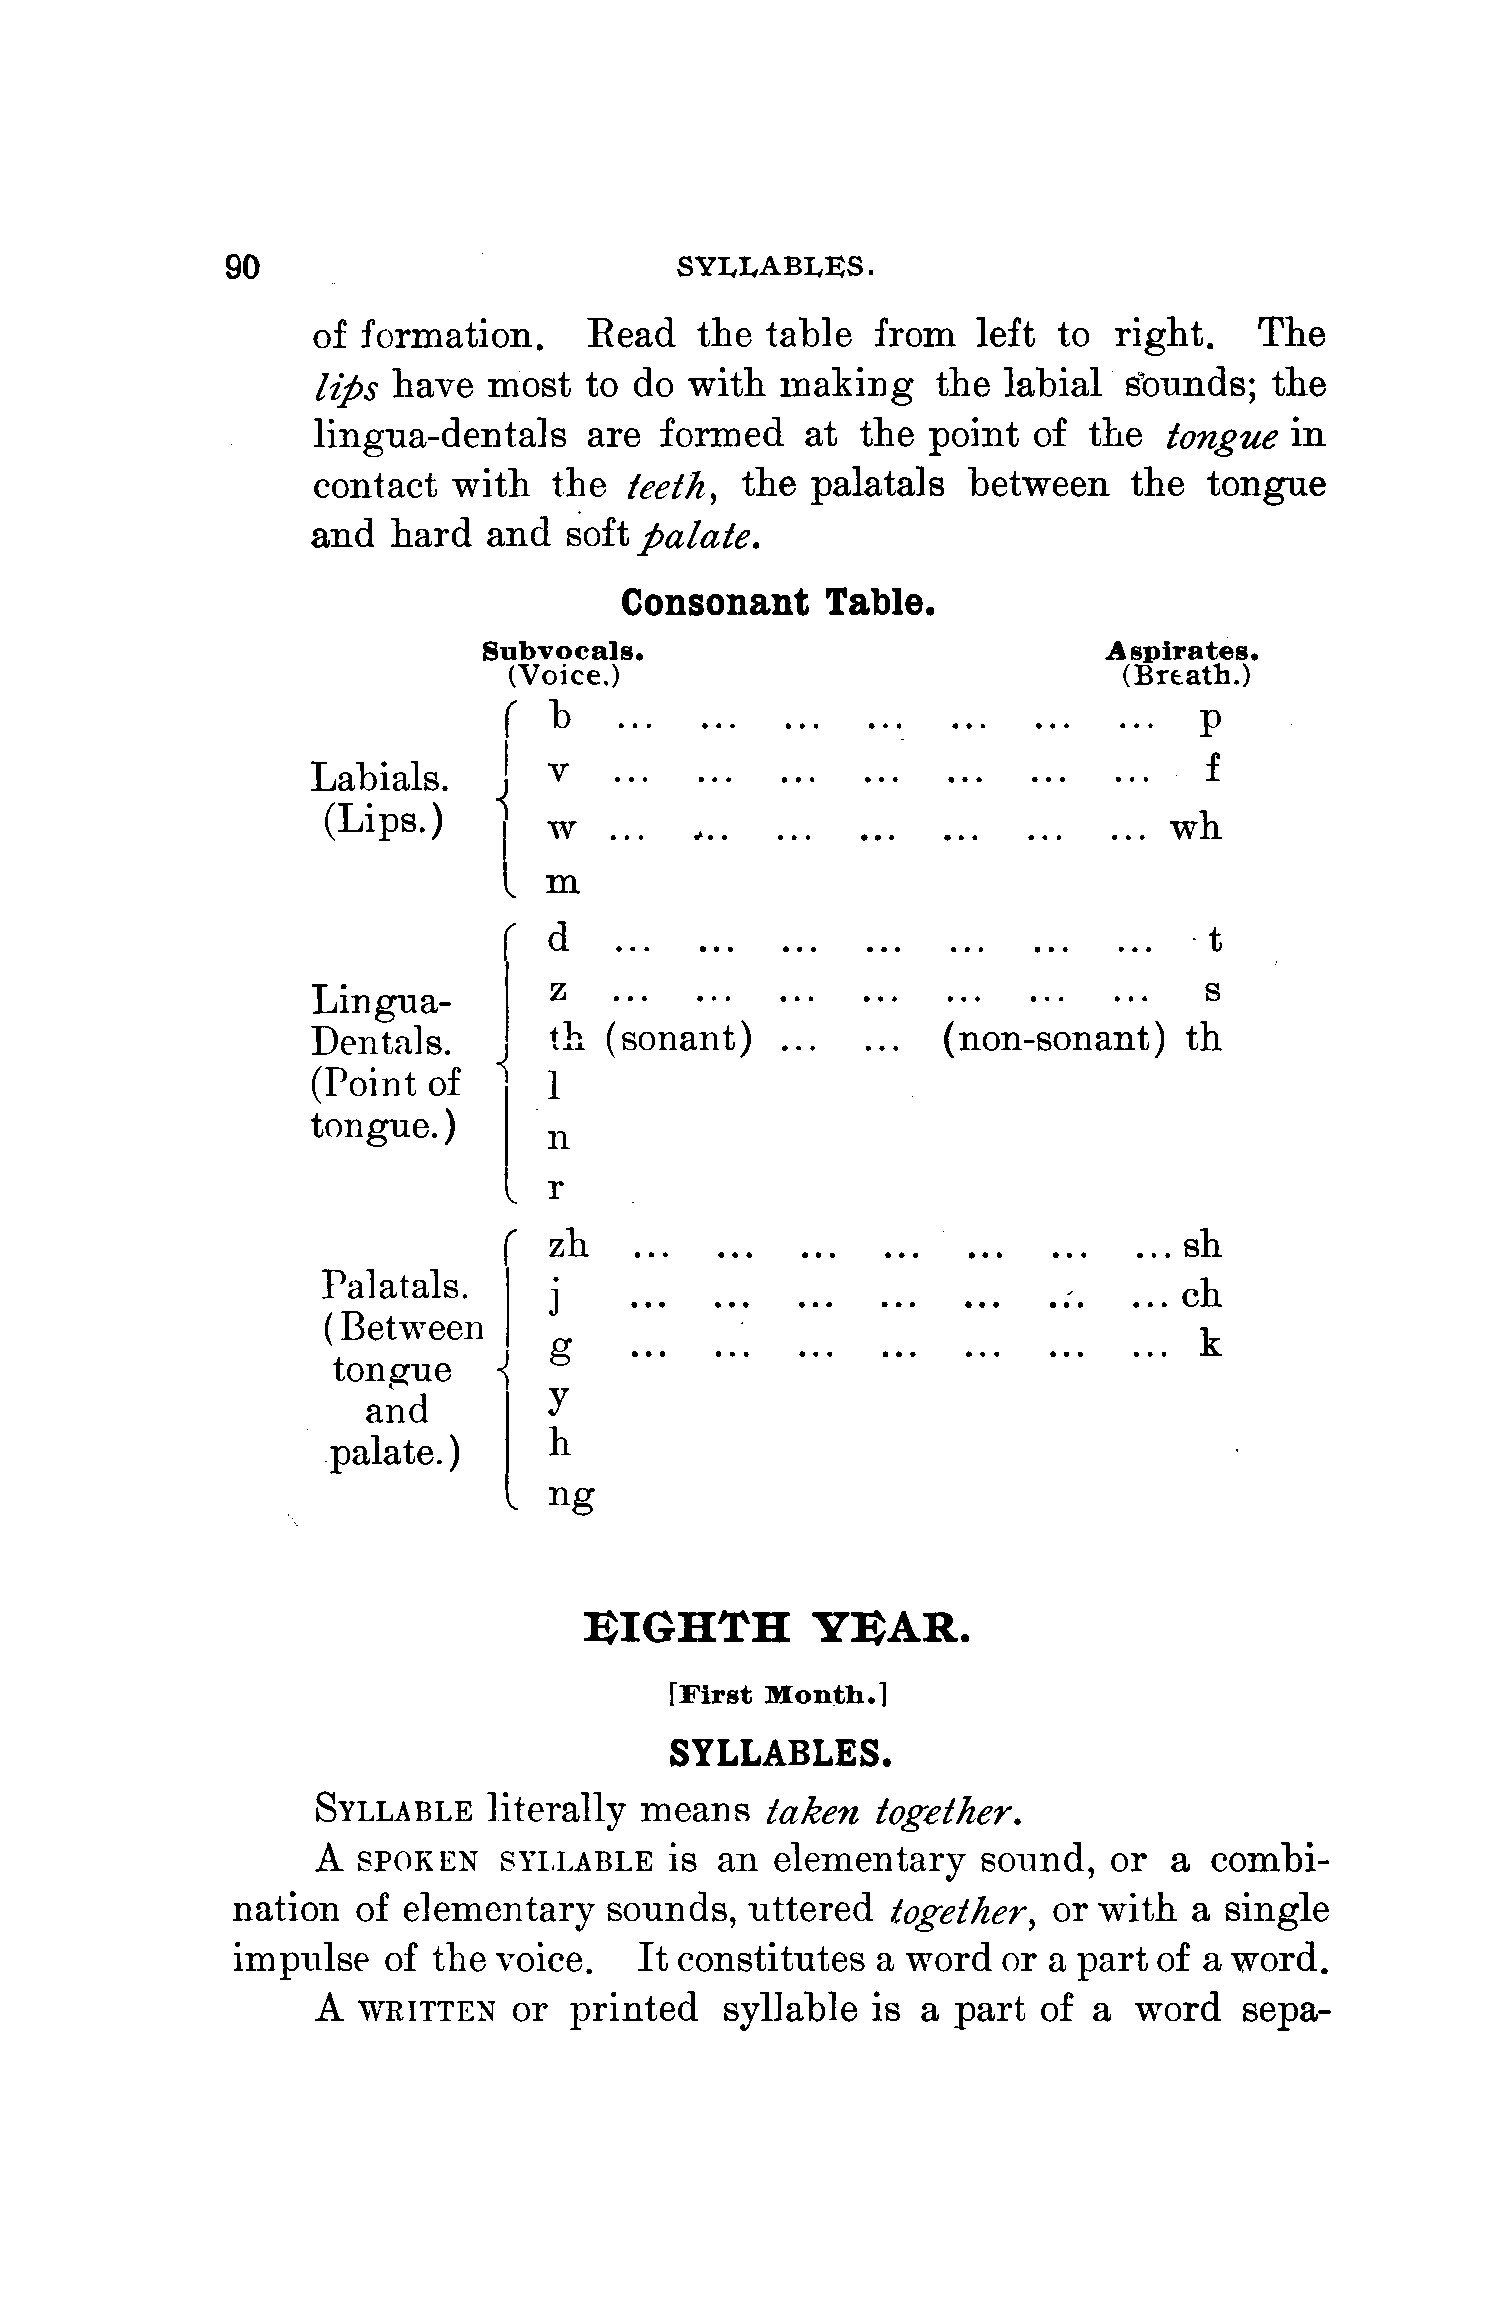 90 SYLLABLES.
of formation. Read the table from left to right. The
lips have most to do with making the labial sounds; the
lingua-dentals are formed at the point of the tongue in
contact with the teeth, the palatals between the tongue
and hard and soft palate.
Consonant Table.
Subvocals. Aspirates.
(Voice.) (Breath.)
b ... ... ... ... ... ... ... p
Labials. v ... ... ... ... ... ... ... f
(Lips.) w ... ... ... ... ... ... ... wh
m
d ... ... ... ... ... ... ... t
Lingua- z ... ... ... ... ... ... ... s
Dentals. th (sonant) ... ... (non-sonant) th
(Point of l
tongue.) n
r
zh ... ... ... ... ... ... ... sh
Palatals. j ... ... ... ... ... ... ... ch
(Between g ... ... ... ... ... ... ... k
tongue
and y
palate.) h
ng
EIGHTH YEAR.
[First Month.]
SYLLABLES.
SYLLABLE literally means taken together.
A SPOKEN SYLLABLE is an elementary sound, or a combi-
nation of elementary sounds, uttered together, or with a single
impulse of the voice. It constitutes a word or a part of a word.
A WRITTEN or printed syllable is a part of a word sepa-